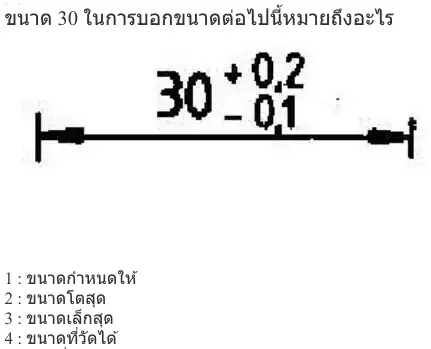 ขนาด 30 ในการบอกขนาดต่อไปนี้หมายถึงอะไร
30 + 0,2
- 0,1
1 : ขนาดกำหนดให้
2 : ขนาดโตสุด
3 : ขนาดเล็กสุด
4 : ขนาดที่วัดได้